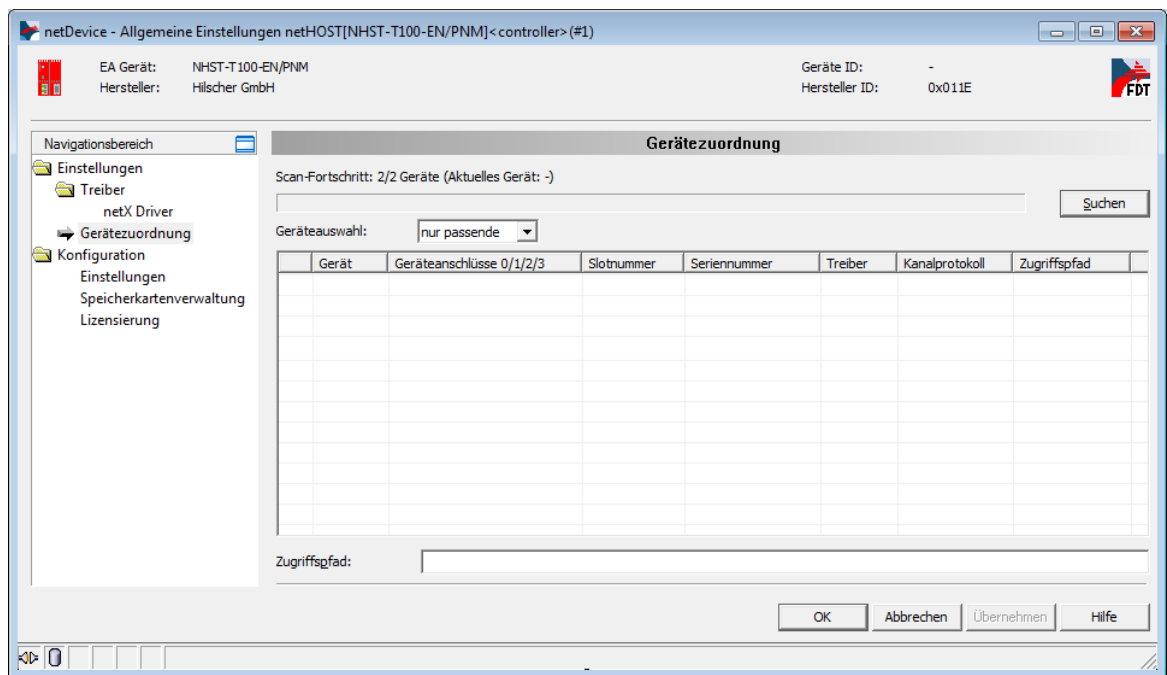 netDevice - Allgemeine Einstellungen netHOST[NHST-T100-EN/PNM]<controller>(#1)
EA Gerät: NHST-T100-EN/PNM Geräte ID: -
Hersteller: Hilscher GmbH Hersteller ID: 0x011E
FDT
Navigationsbereich
Einstellungen
Treiber
netX Driver
Gerätezuordnung
Konfiguration
Einstellungen
Speicherkartenverwaltung
Lizensierung
Gerätezuordnung
Scan-Fortschritt: 2/2 Geräte (Aktuelles Gerät: -)
Suchen
Geräteauswahl: nur passende
Gerät Geräteanschlüsse 0/1/2/3 Slotnummer Seriennummer Treiber Kanalprotokoll Zugriffspfad
Zugriffspfad:
OK Abbrechen Übernehmen Hilfe